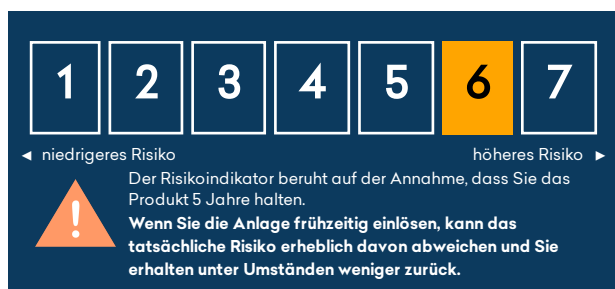 1 2 3 4 5 6 7
◄ niedrigeres Risiko höheres Risiko ►
Der Risikoindikator beruht auf der Annahme, dass Sie das
Produkt 5 Jahre halten.
Wenn Sie die Anlage frühzeitig einlösen, kann das
tatsächliche Risiko erheblich davon abweichen und Sie
erhalten unter Umständen weniger zurück.
!